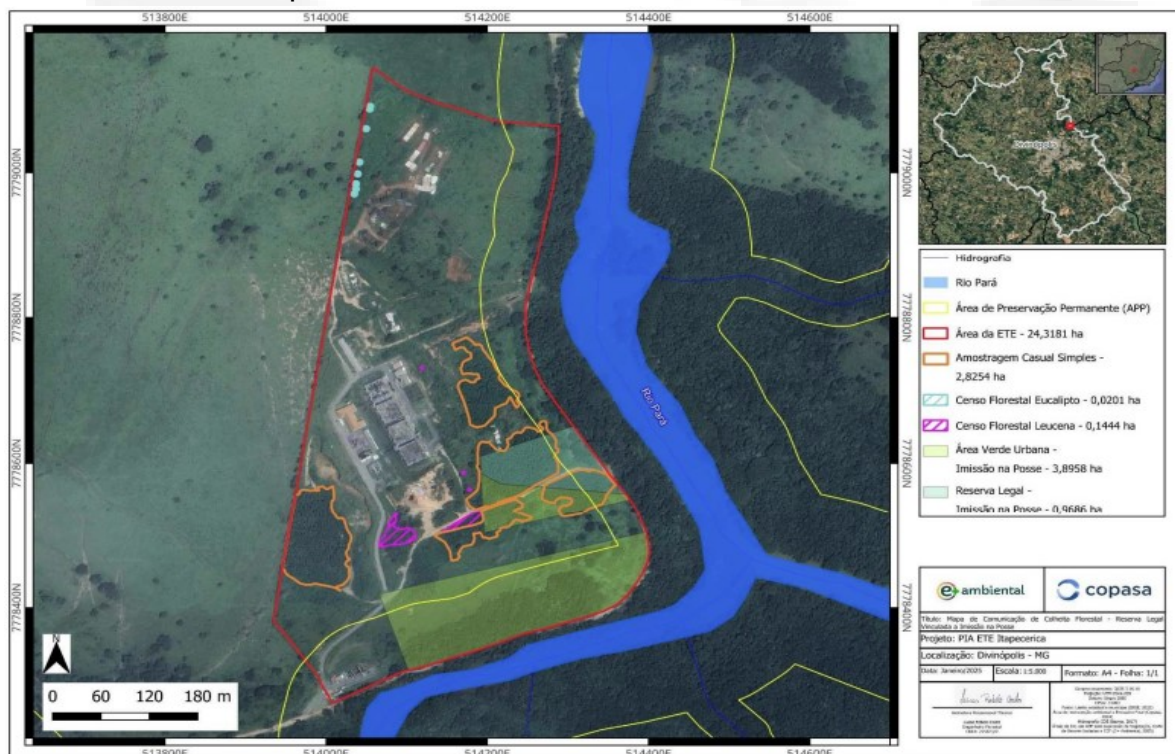 513800E 514000E 514200E 514400E 514600E
7779000N
7778800N
7778600N
7778400N
7779000N
7778800N
7778600N
7778400N
Rio Pará
N
0 60 120 180 m
513800E 514000E 514200E 514400E 514600E
Divinópolis
Hidrografia
Rio Pará
Área de Preservação Permanente (APP)
Área da ETE - 24,3181 ha
Amostragem Casual Simples -
2,8254 ha
Censo Florestal Eucalipto - 0,0201 ha
Censo Florestal Leucena - 0,1444 ha
Área Verde Urbana -
Imissão na Posse - 3,8958 ha
Reserva Legal -
Imissão na Posse - 0,9686 ha
e ambiental
copasa
Título: Mapa de Comunicação de Colheita Florestal - Reserva Legal
Vinculada a Imissão na Posse
Projeto: PIA ETE Itapecerica
Localização: Divinópolis - MG
Data: Janeiro/2025 Escala: 1:5.000 Formato: A4 - Folha: 1/1